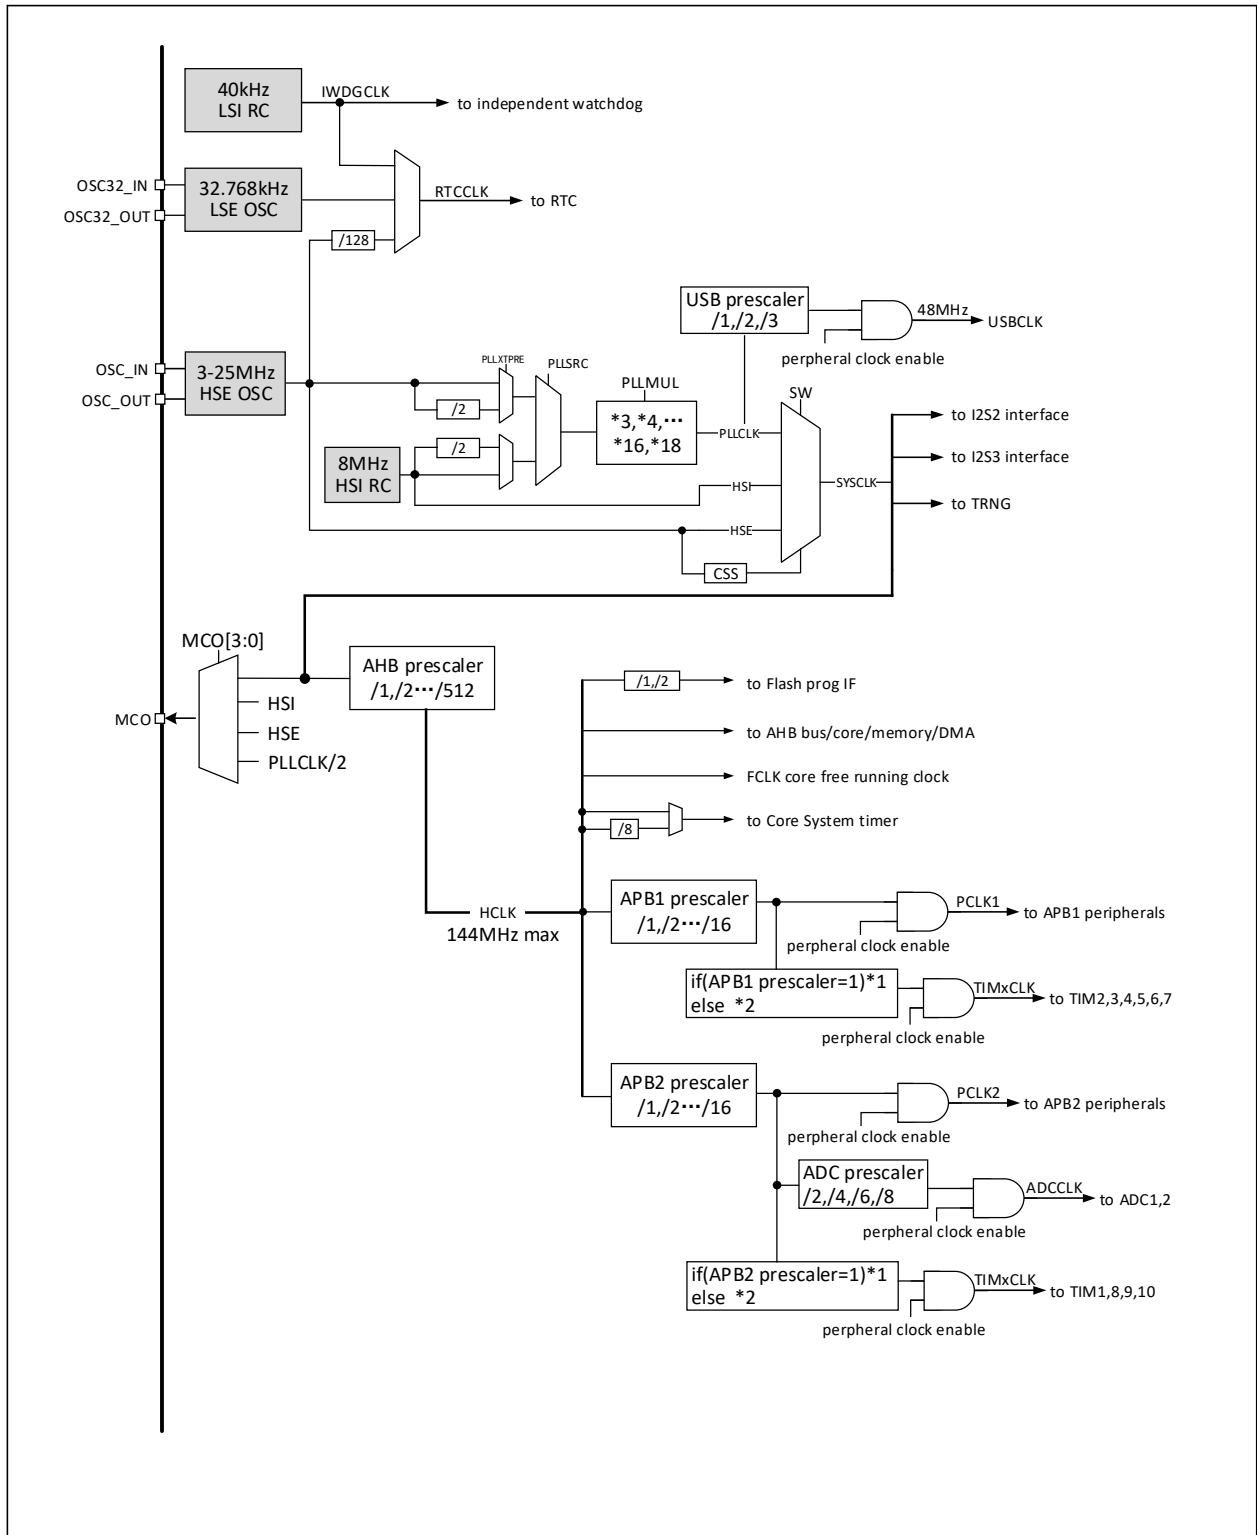 40kHz
LSI RC
IWDGCLK
to independent watchdog
OSC32_IN
OSC32_OUT
32.768kHz
LSE OSC
RTCCLK
to RTC
/128
USB prescaler
/1,/2,/3
48MHz
USBCLK
perpheral clock enable
OSC_IN
OSC_OUT
3-25MHz
HSE OSC
PLLXTPRE
PLLSRC
/2
PLLMUL
*3,*4,···
*16,*18
PLLCLK
SW
/2
8MHz
HSI RC
HSI
HSE
CSS
SYSCLK
to I2S2 interface
to I2S3 interface
to TRNG
MCO[3:0]
MCO
HSI
HSE
PLLCLK/2
AHB prescaler
/1,/2···/512
/1,/2
to Flash prog IF
to AHB bus/core/memory/DMA
FCLK core free running clock
/8
to Core System timer
HCLK
144MHz max
APB1 prescaler
/1,/2···/16
PCLK1
to APB1 peripherals
perpheral clock enable
if(APB1 prescaler=1)*1
else *2
TIMxCLK
to TIM2,3,4,5,6,7
perpheral clock enable
APB2 prescaler
/1,/2···/16
PCLK2
to APB2 peripherals
perpheral clock enable
ADC prescaler
/2,/4,/6,/8
ADCCLK
to ADC1,2
perpheral clock enable
if(APB2 prescaler=1)*1
else *2
TIMxCLK
to TIM1,8,9,10
perpheral clock enable